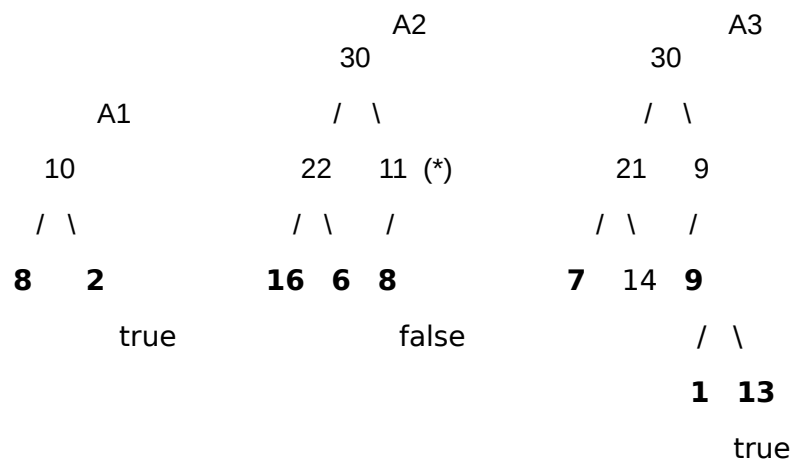 A2 A3
30 30
A1 / \ / \
10 22 11 (*) 21 9
/ \ / \ / / \ /
8 2 16 6 8 7 14 9
true false / \
1 13
true